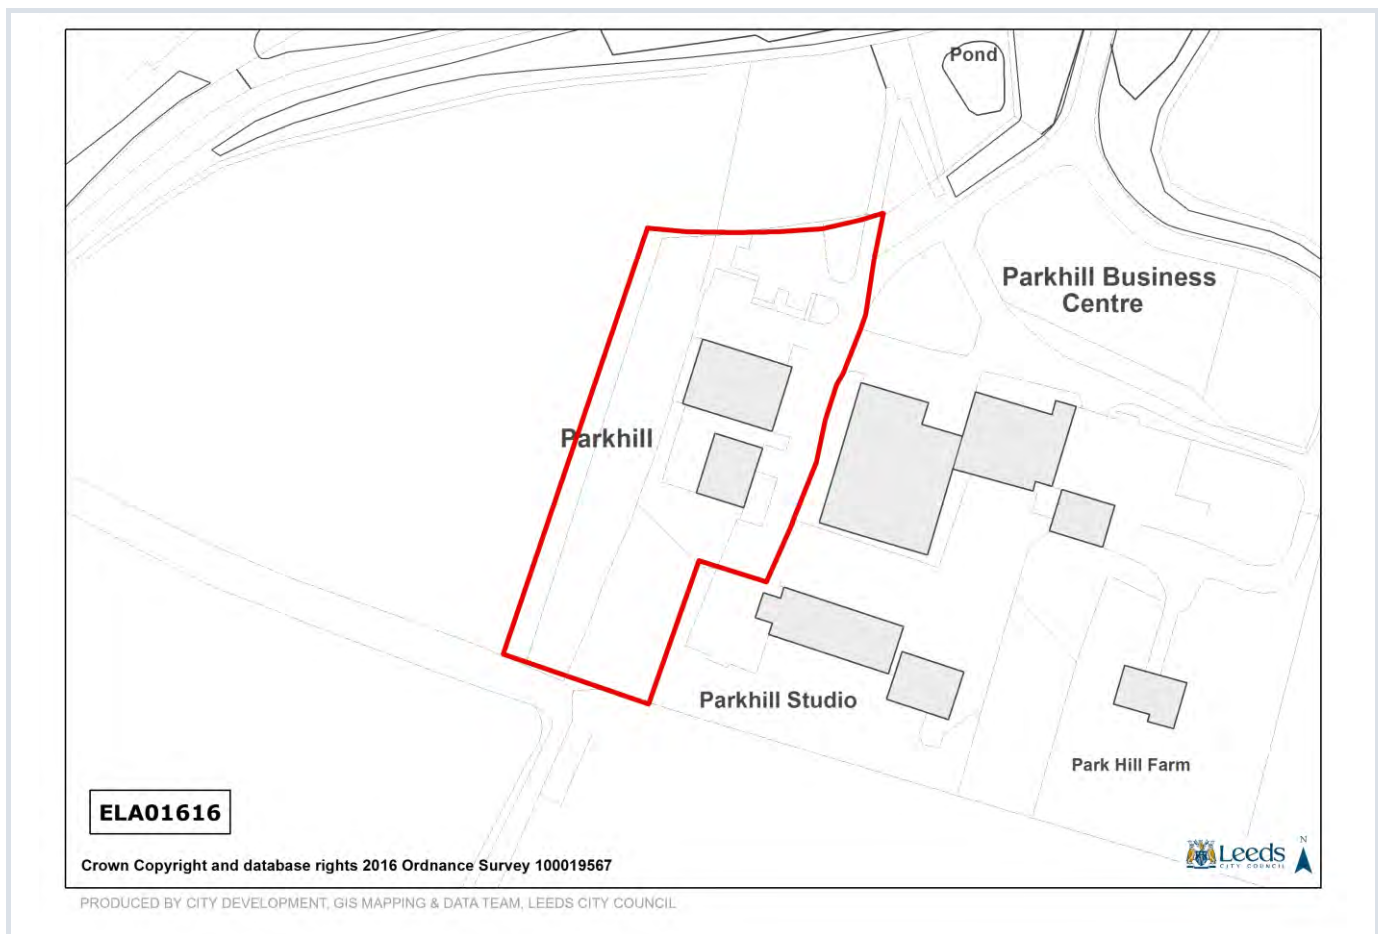 Pond
Parkhill Business
Centre
Parkhill
Parkhill Studio
Park Hill Farm
ELA01616
Crown Copyright and database rights 2016 Ordnance Survey 100019567
Leeds
CITY COUNCIL
N
PRODUCED BY CITY DEVELOPMENT, GIS MAPPING & DATA TEAM, LEEDS CITY COUNCIL